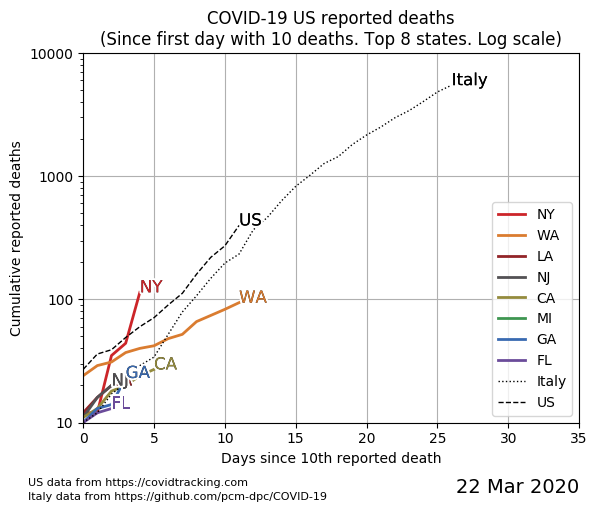 COVID-19 US reported deaths
(Since first day with 10 deaths. Top 8 states. Log scale)
10000
1000
100
10
Cumulative reported deaths
Italy
US
NY
WA
CA
GA
NJ
FL
NY
WA
LA
NJ
CA
MI
GA
FL
Italy
US
0 5 10 15 20 25 30 35
Days since 10th reported death
US data from https://covidtracking.com
Italy data from https://github.com/pcm-dpc/COVID-19
22 Mar 2020